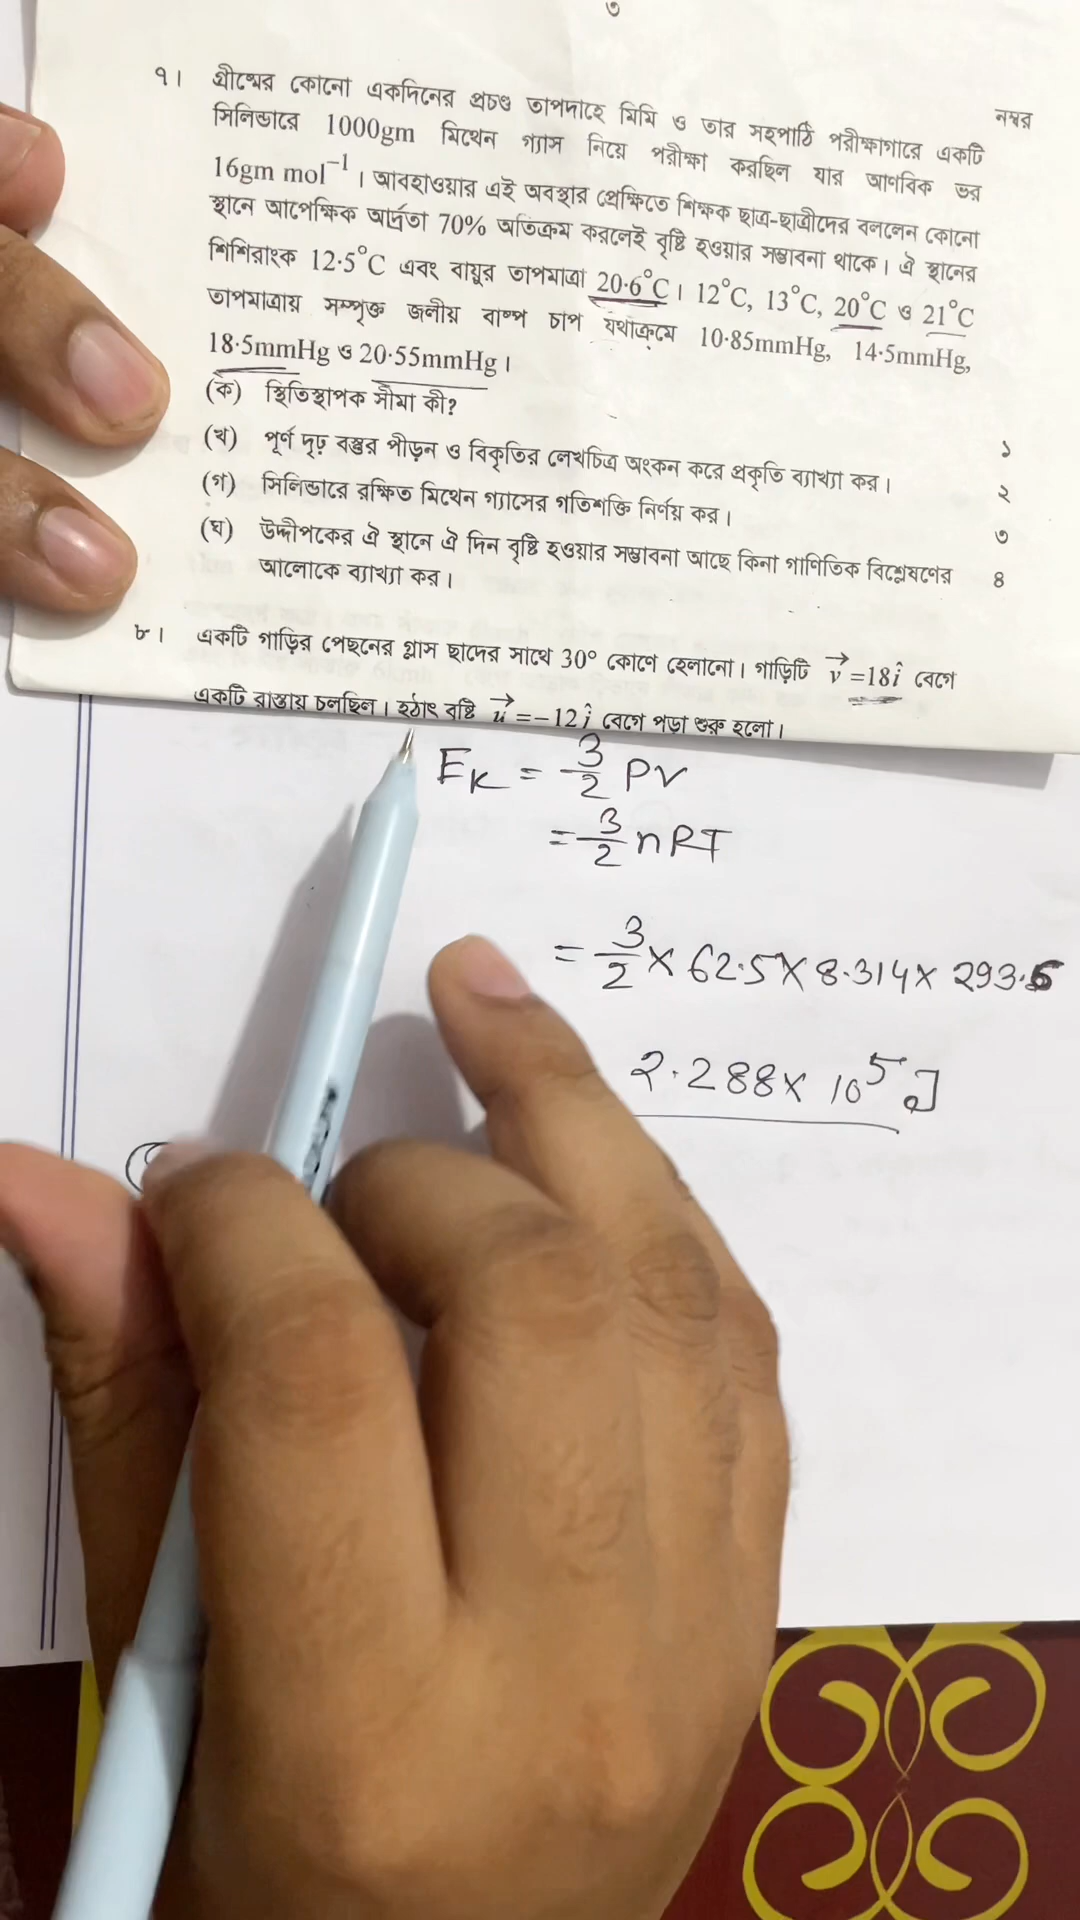 ৩
নম্বর
৭। গ্রীষ্মের কোনো একদিনের প্রচণ্ড তাপদাহে মিমি ও তার সহপাঠি পরীক্ষাগারে একটি
সিলিন্ডারে 1000gm মিথেন গ্যাস নিয়ে পরীক্ষা করছিল যার আণবিক ভর
16gm mol⁻¹। আবহাওয়ার এই অবস্থার প্রেক্ষিতে শিক্ষক ছাত্র-ছাত্রীদের বললেন কোনো
স্থানে আপেক্ষিক আর্দ্রতা 70% অতিক্রম করলেই বৃষ্টি হওয়ার সম্ভাবনা থাকে। ঐ স্থানের
শিশিরাংক 12·5°C এবং বায়ুর তাপমাত্রা 20·6°C। 12°C, 13°C, 20°C ও 21°C
তাপমাত্রায় সম্পৃক্ত জলীয় বাষ্প চাপ যথাক্রমে 10·85mmHg, 14·5mmHg,
18·5mmHg ও 20·55mmHg।
(ক) স্থিতিস্থাপক সীমা কী? ১
(খ) পূর্ণ দৃঢ় বস্তুর পীড়ন ও বিকৃতির লেখচিত্র অংকন করে প্রকৃতি ব্যাখ্যা কর। ২
(গ) সিলিন্ডারে রক্ষিত মিথেন গ্যাসের গতিশক্তি নির্ণয় কর। ৩
(ঘ) উদ্দীপকের ঐ স্থানে ঐ দিন বৃষ্টি হওয়ার সম্ভাবনা আছে কিনা গাণিতিক বিশ্লেষণের ৪
আলোকে ব্যাখ্যা কর।
৮। একটি গাড়ির পেছনের গ্লাস ছাদের সাথে 30° কোণে হেলানো। গাড়িটি v⃗ =18î বেগে
একটি রাস্তায় চলছিল। হঠাৎ বৃষ্টি u⃗ =−12ĵ বেগে পড়া শুরু হলো।
E_K = 3/2 PV
= 3/2 nRT
= 3/2 × 62.5 × 8.314 × 293.6
2.288 × 10⁵ J